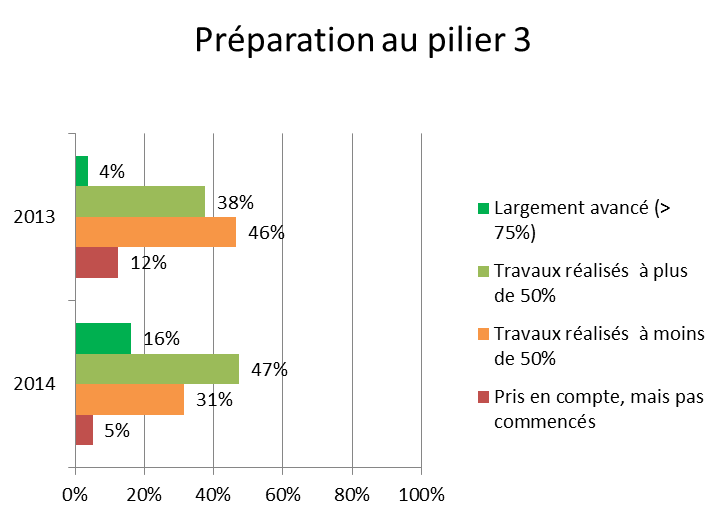 Préparation au pilier 3
2013
4%
38%
46%
12%
2014
16%
47%
31%
5%
0% 20% 40% 60% 80% 100%
Largement avancé (>
75%)
Travaux réalisés  à plus
de 50%
Travaux réalisés  à moins
de 50%
Pris en compte, mais pas
commencés